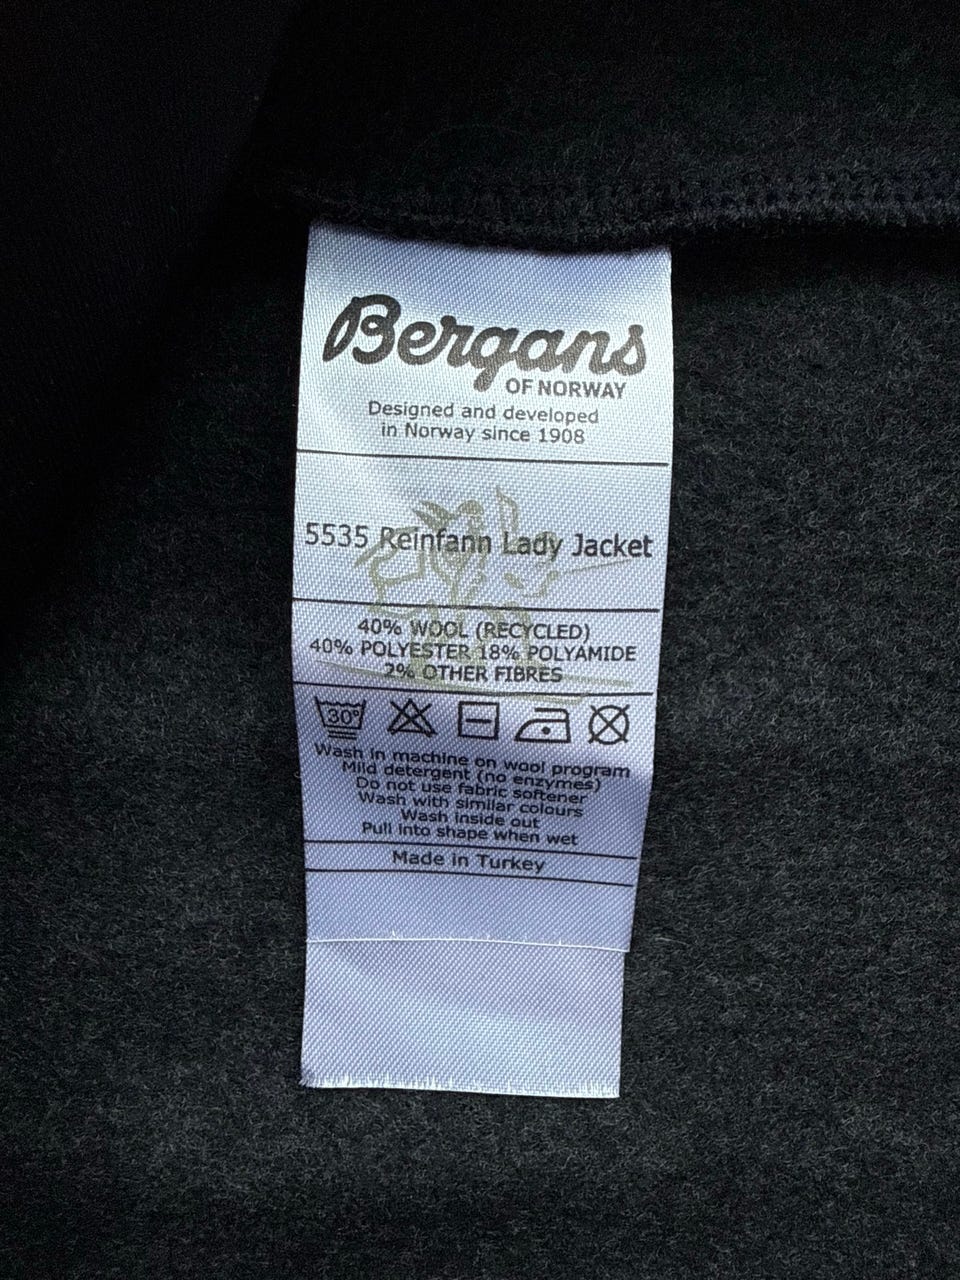 Bergans
OF NORWAY
Designed and developed
in Norway since 1908
5535 Reinfann Lady Jacket
40% WOOL (RECYCLED)
40% POLYESTER 18% POLYAMIDE
2% OTHER FIBRES
30°
Wash in machine on wool program
Mild detergent (no enzymes)
Do not use fabric softener
Wash with similar colours
Wash inside out
Pull into shape when wet
Made in Turkey